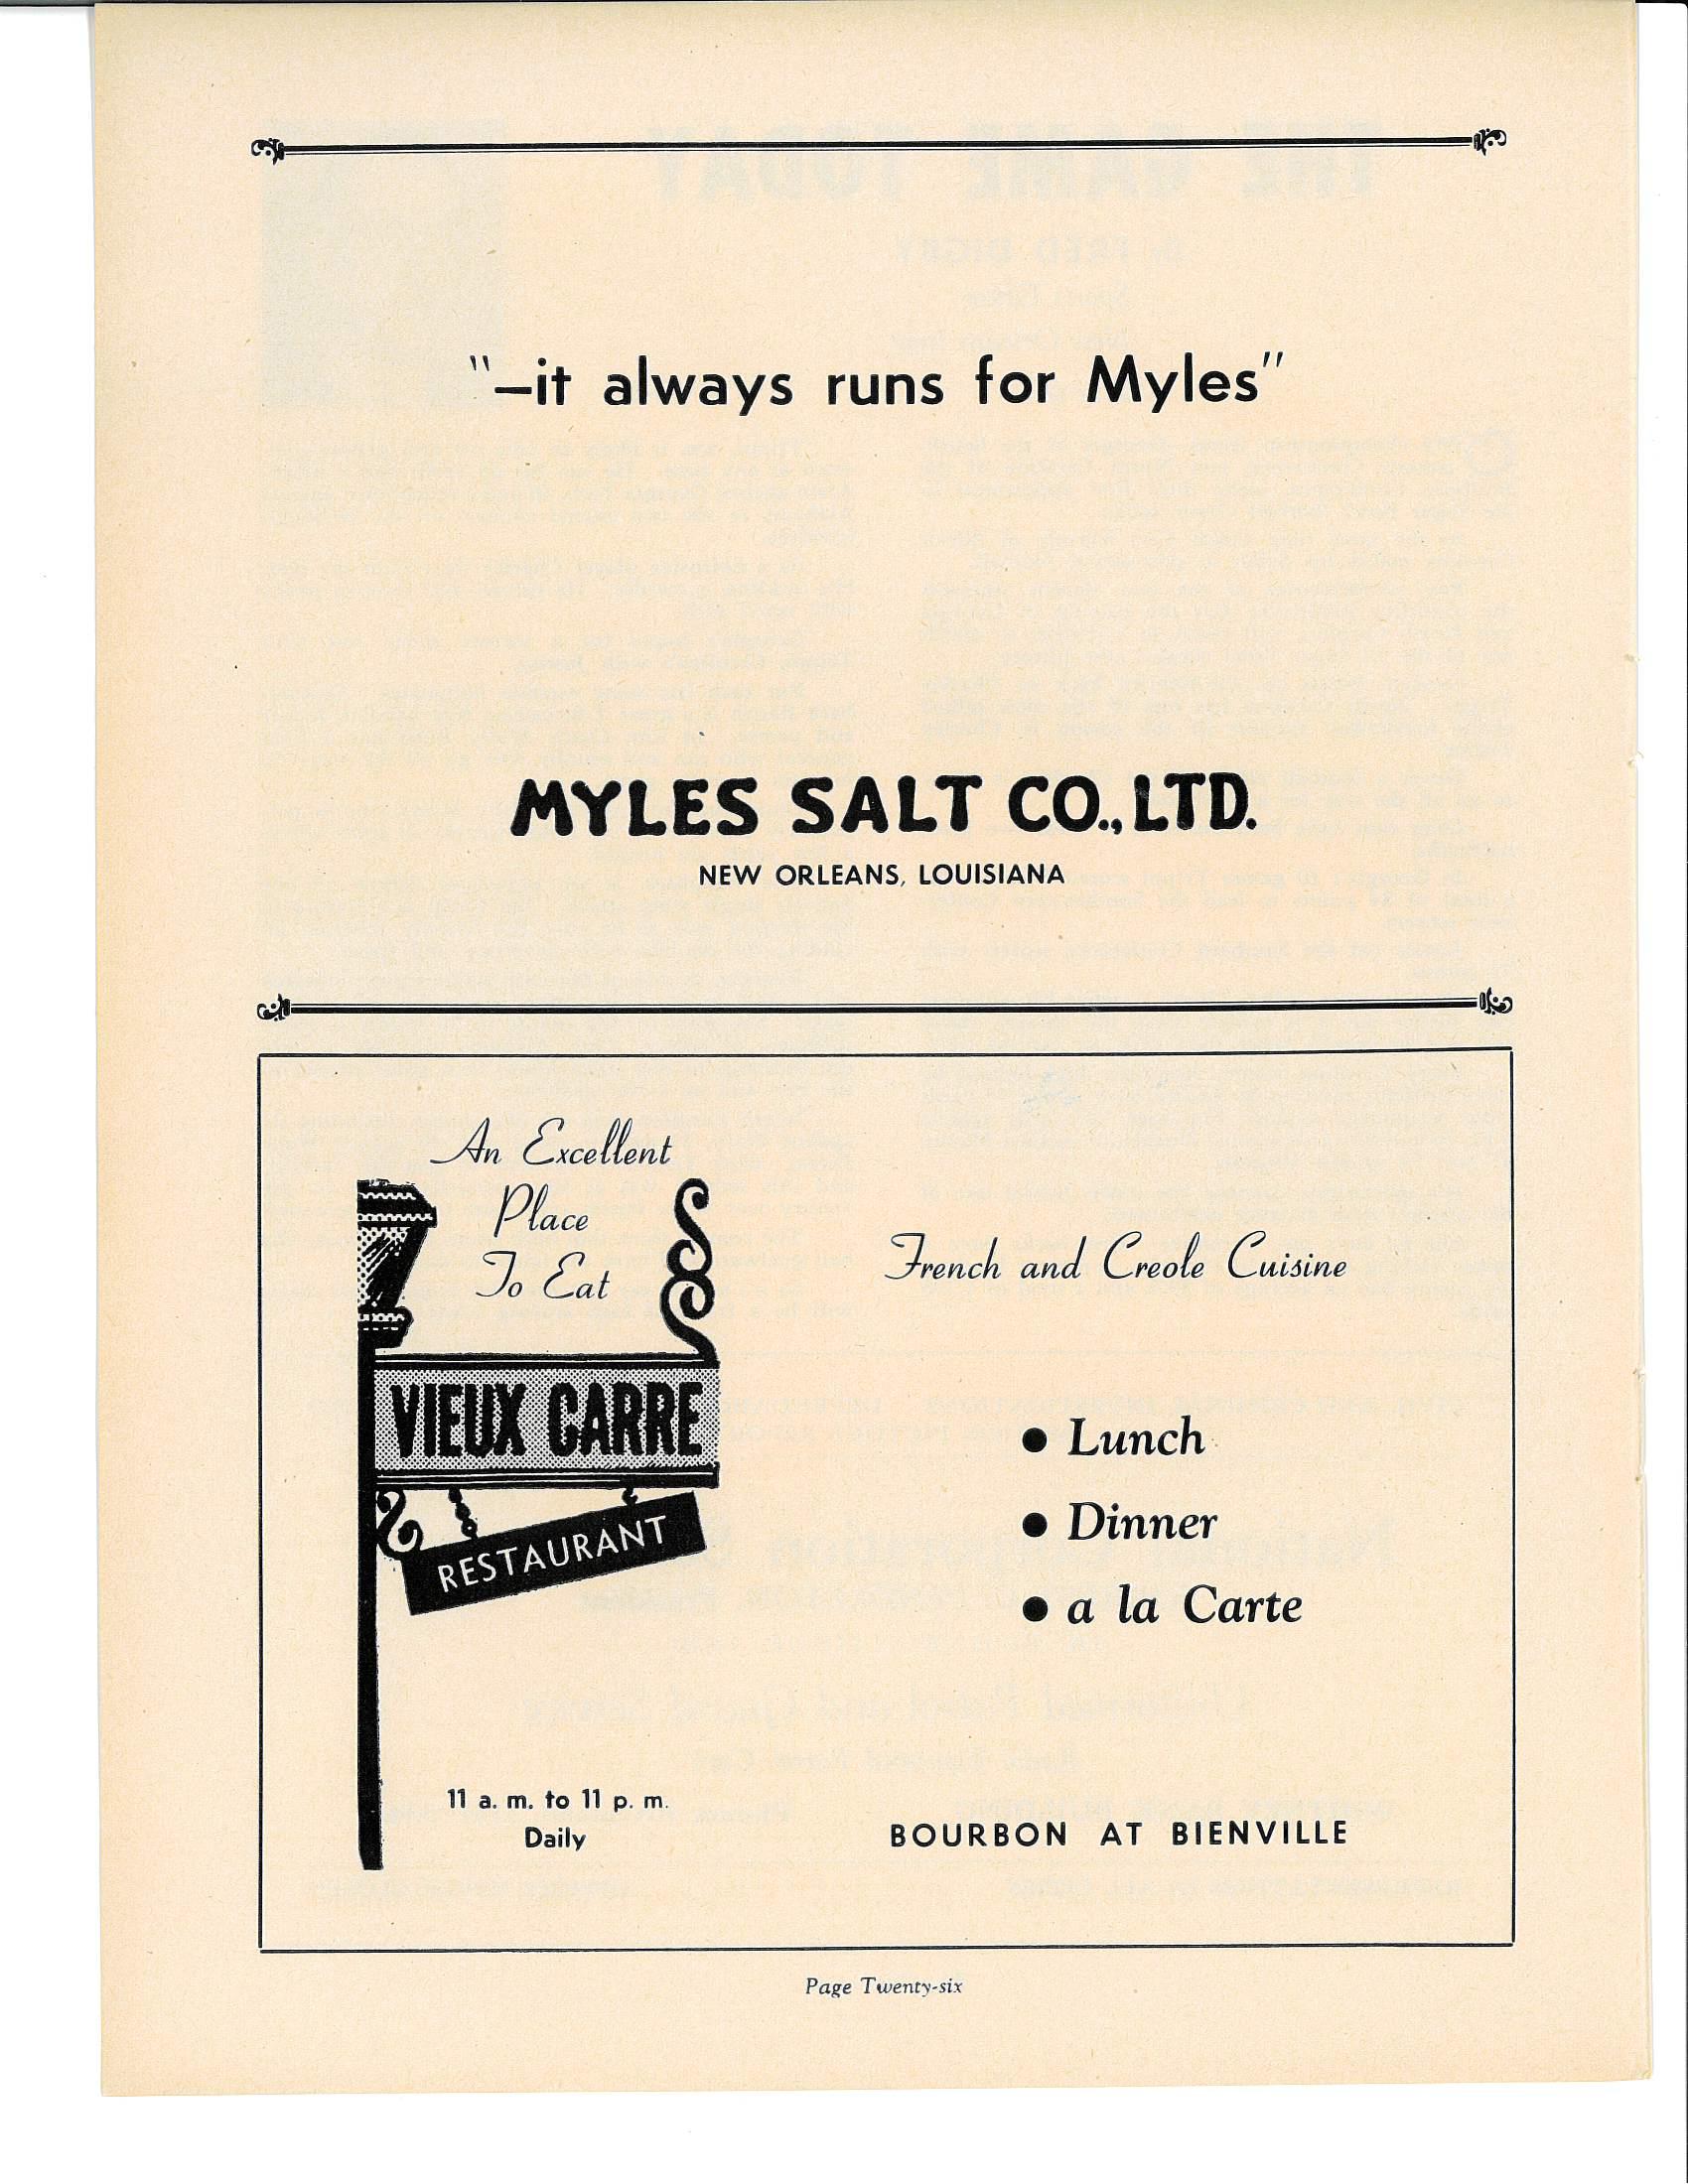 "—it always runs for Myles"
MYLES SALT CO., LTD.
NEW ORLEANS, LOUISIANA
An Excellent
Place
To Eat
VIEUX CARRE
RESTAURANT
11 a. m. to 11 p. m.
Daily
French and Creole Cuisine
● Lunch
● Dinner
● a la Carte
BOURBON AT BIENVILLE
Page Twenty-six